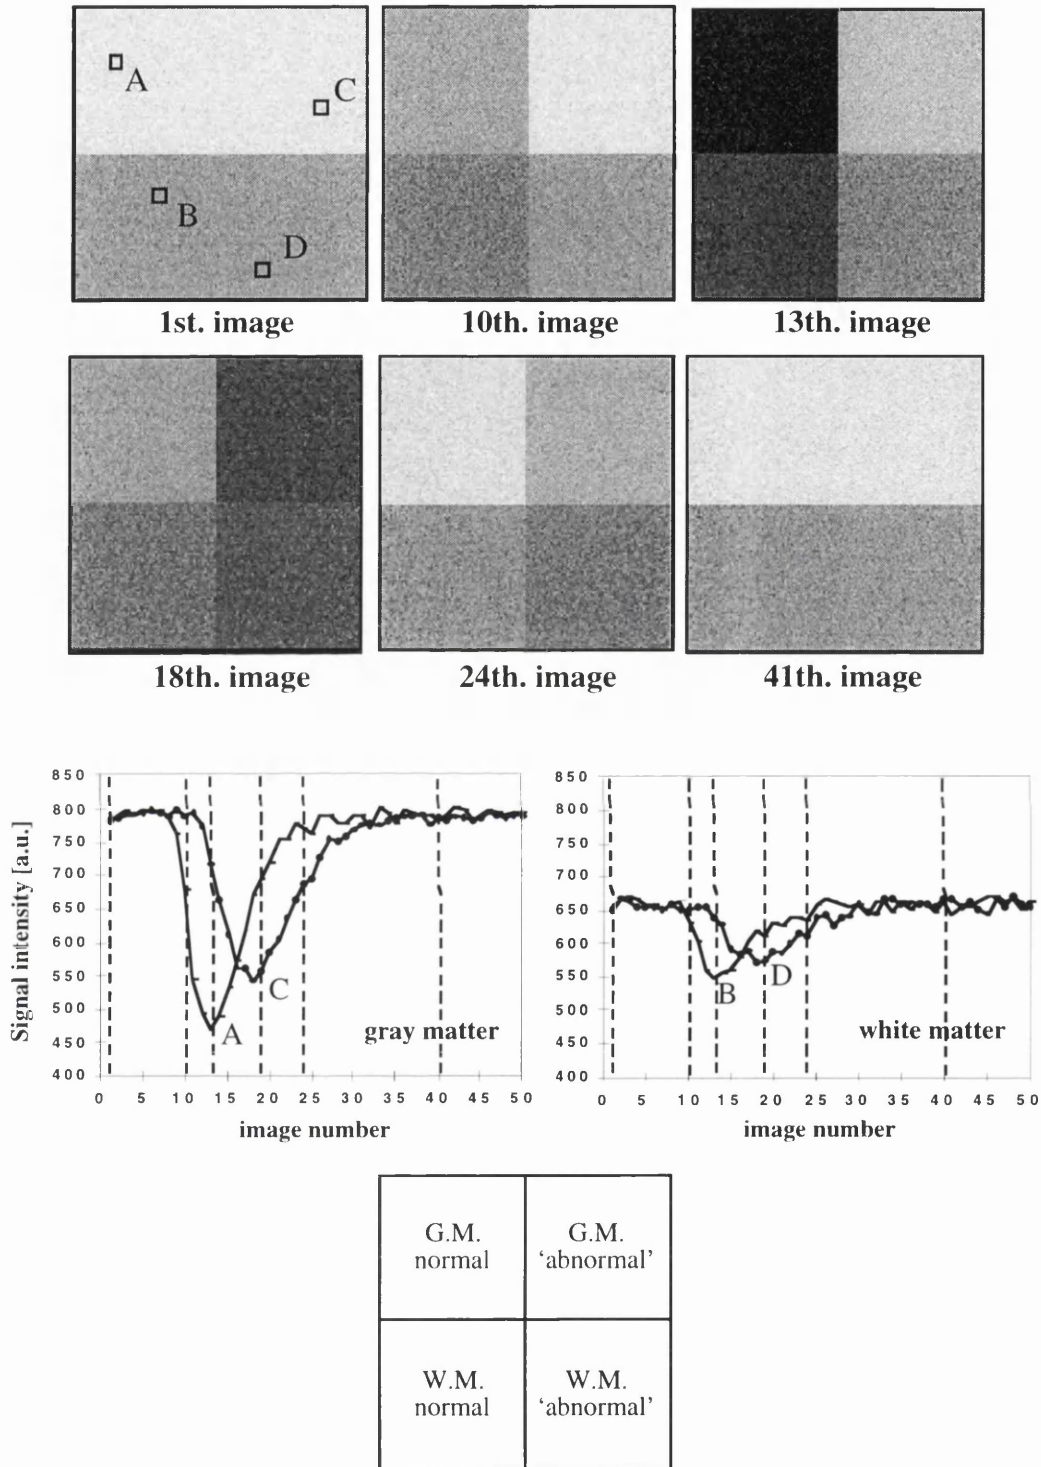 A
C
B
D
1st. image
10th. image
13th. image
18th. image
24th. image
41th. image
Signal intensity [a.u.]
850
800
750
700
650
600
550
500
450
400
C
A
gray matter
0 5 10 15 20 25 30 35 40 45 50
image number
850
800
750
700
650
600
550
500
450
400
B
D
white matter
0 5 10 15 20 25 30 35 40 45 50
image number
G.M.
normal
G.M.
‘abnormal’
W.M.
normal
W.M.
‘abnormal’